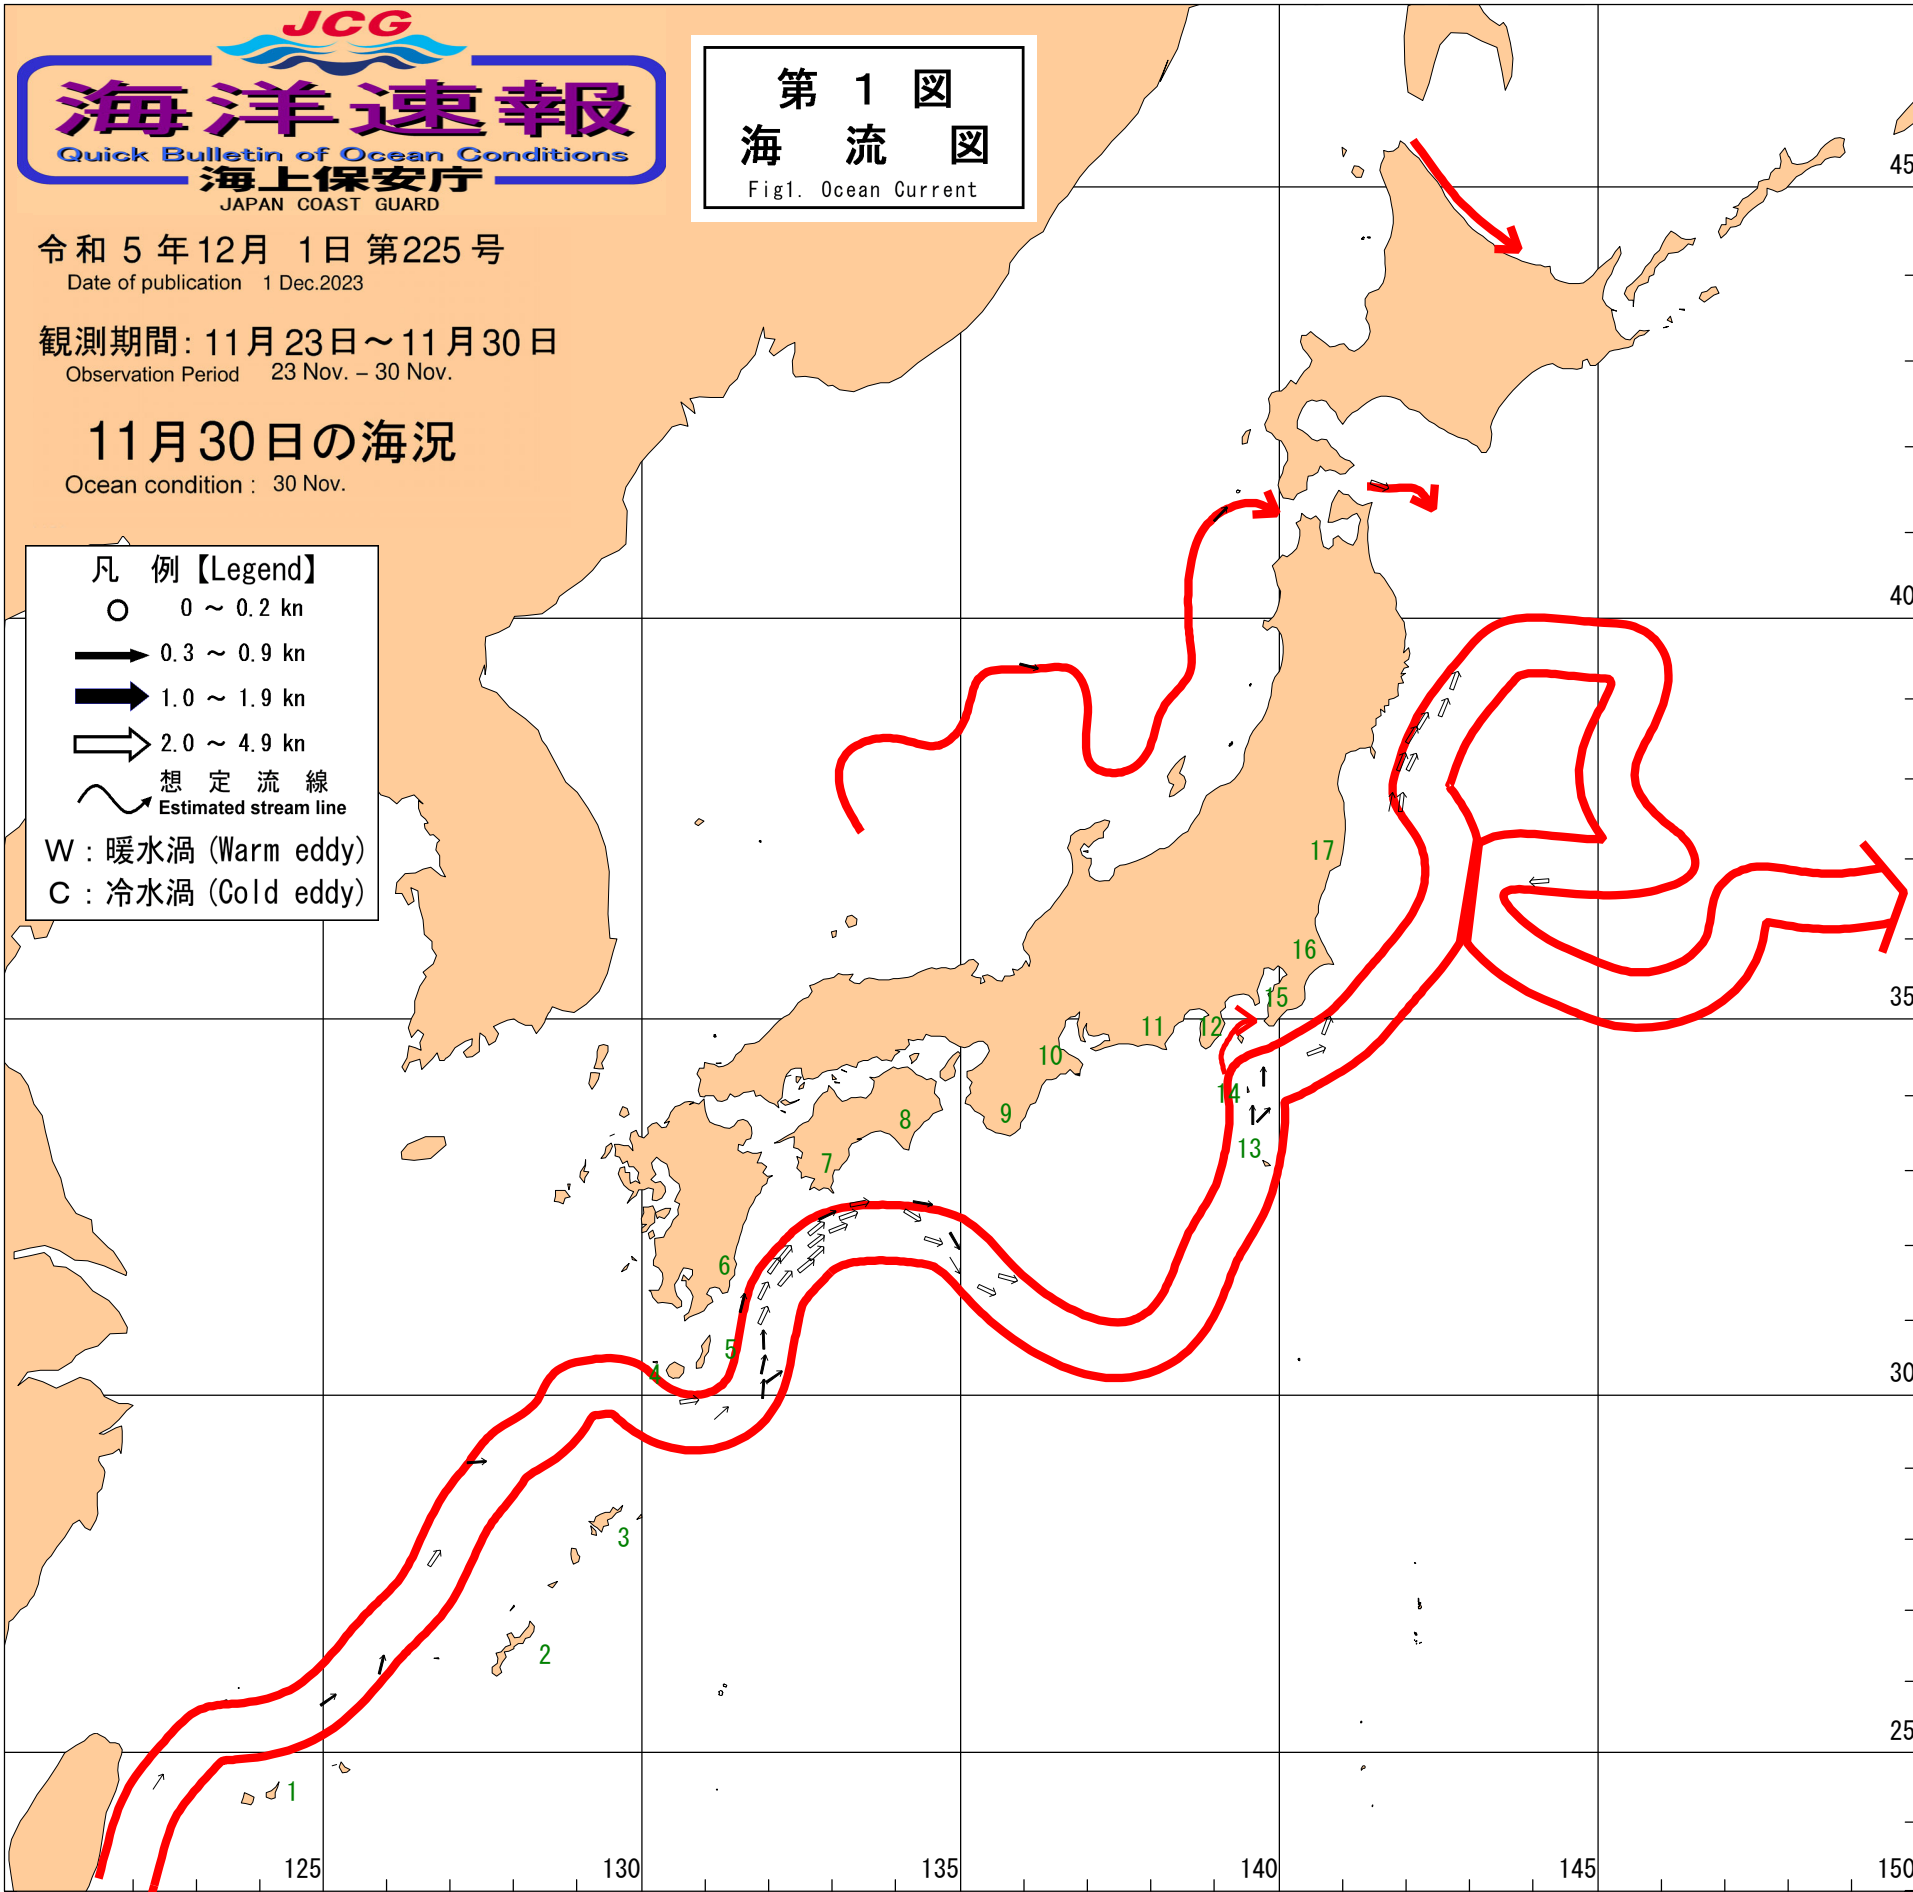 JCG
海洋速報
Quick Bulletin of Ocean Conditions
海上保安庁
JAPAN COAST GUARD
令和 5 年 12月 1日 第225 号
Date of publication 1 Dec.2023
観測期間: 11月 23日～11月 30日
Observation Period 23 Nov. – 30 Nov.
11月30日の海況
Ocean condition : 30 Nov.
第 1 図
海 流 図
Fig1. Ocean Current
凡 例【Legend】
0 ～ 0.2 kn
0.3 ～ 0.9 kn
1.0 ～ 1.9 kn
2.0 ～ 4.9 kn
想 定 流 線
Estimated stream line
W : 暖水渦 (Warm eddy)
C : 冷水渦 (Cold eddy)
45
40
17
16
35
15
12
11
10
14
9
8
13
7
6
5
4
30
3
2
25
1
125
130
135
140
145
150